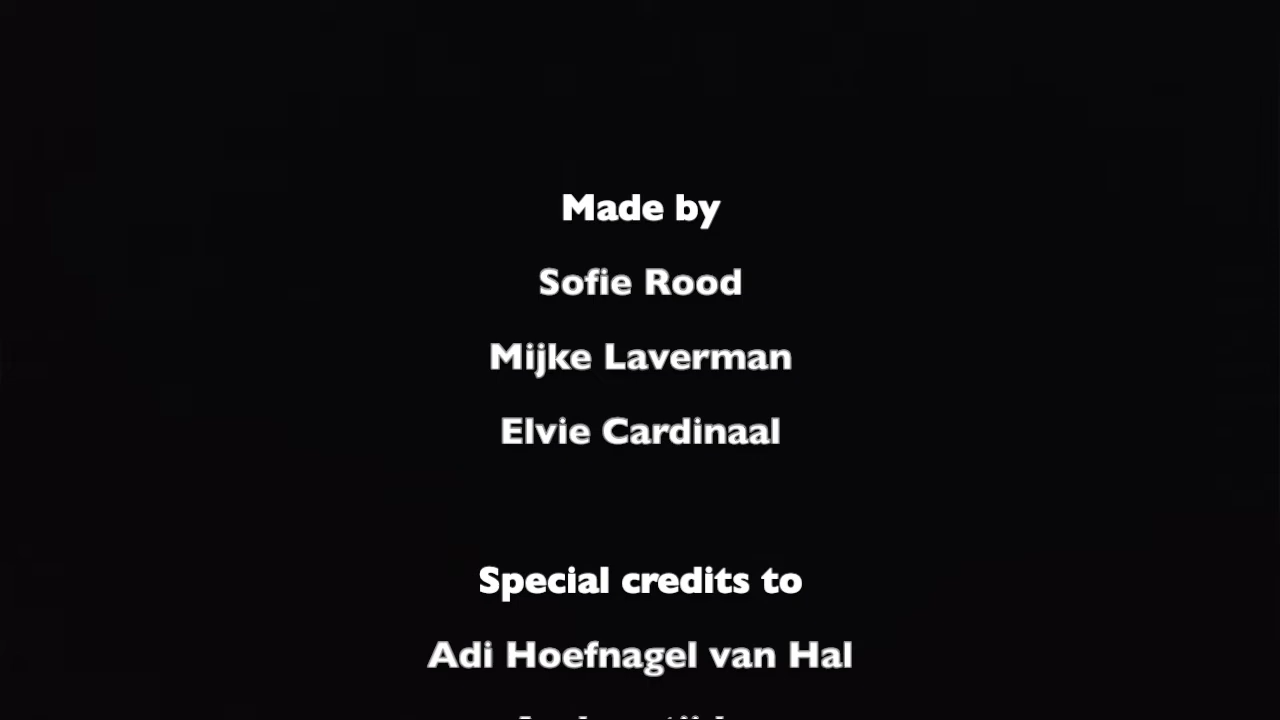 Made by
Sofie Rood
Mijke Laverman
Elvie Cardinaal
Special credits to
Adi Hoefnagel van Hal